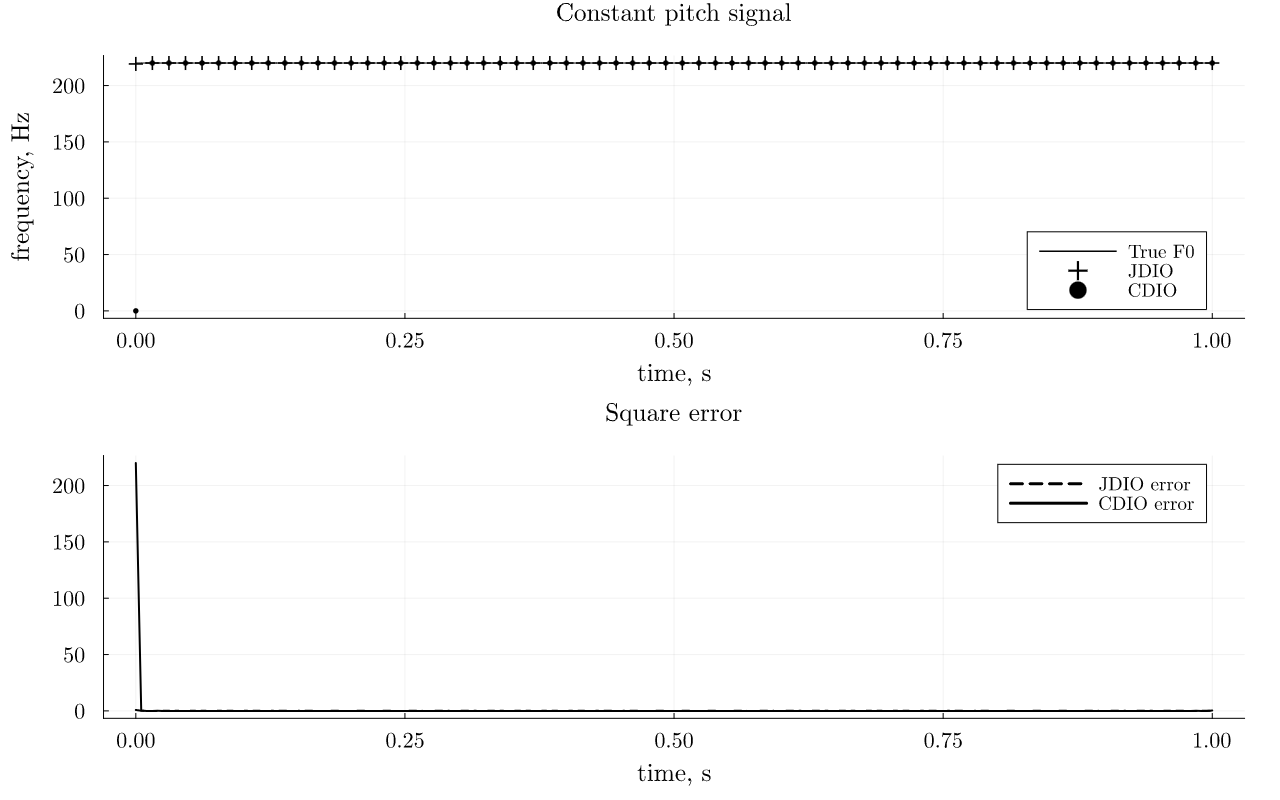 Constant pitch signal
frequency, Hz
200
150
100
50
0
True F0
JDIO
CDIO
0.00 0.25 0.50 0.75 1.00
time, s
Square error
200
150
100
50
0
JDIO error
CDIO error
0.00 0.25 0.50 0.75 1.00
time, s